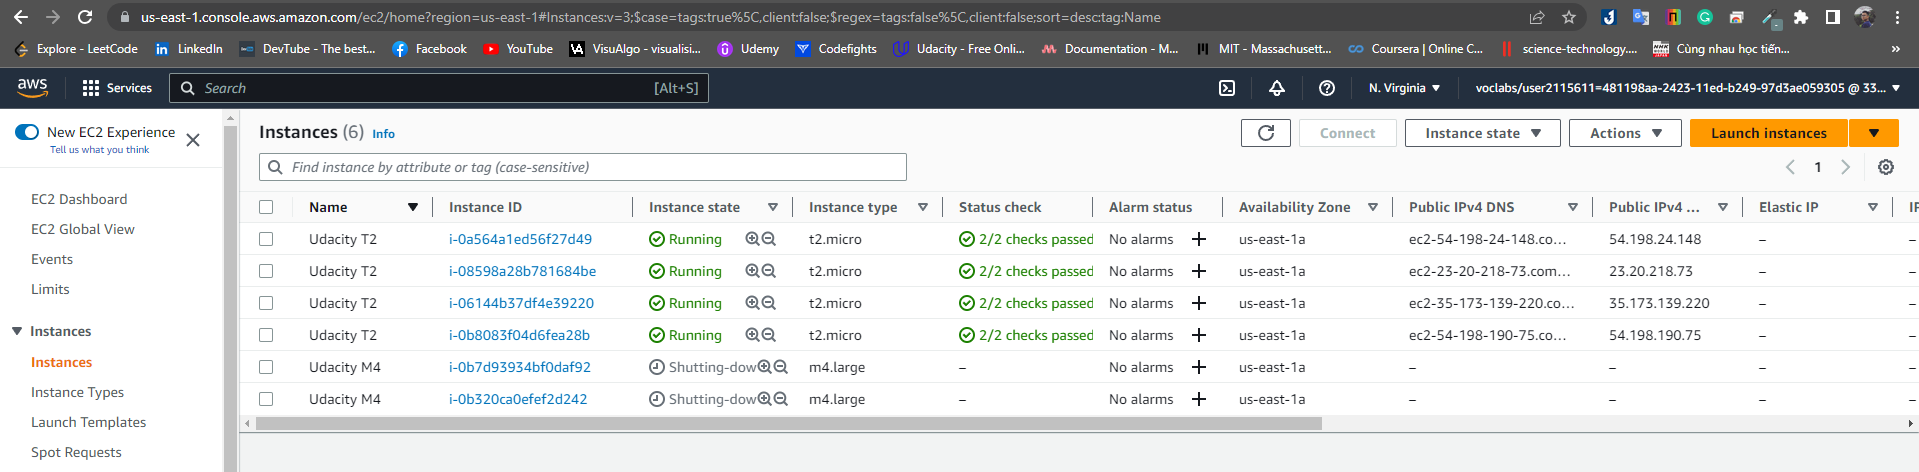 us-east-1.console.aws.amazon.com/ec2/home?region=us-east-1#Instances:v=3;$case=tags:true%5C,client:false;$regex=tags:false%5C,client:false;sort=desc:tag:Name
Explore - LeetCode LinkedIn DevTube - The best... Facebook YouTube VisuAlgo - visualisi... Udemy Codefights Udacity - Free Onli... Documentation - M... MIT - Massachusett... Coursera | Online C... science-technology.... Cùng nhau học tiến... »
aws Services Search [Alt+S] N. Virginia voclabs/user2115611=481198aa-2423-11ed-b249-97d3ae059305 @ 33...
New EC2 Experience
Tell us what you think
EC2 Dashboard
EC2 Global View
Events
Limits
Instances
Instances
Instance Types
Launch Templates
Spot Requests
Instances (6) Info Connect Instance state Actions Launch instances
Find instance by attribute or tag (case-sensitive) 1
Name Instance ID Instance state Instance type Status check Alarm status Availability Zone Public IPv4 DNS Public IPv4 ... Elastic IP
Udacity T2 i-0a564a1ed56f27d49 Running t2.micro 2/2 checks passed No alarms + us-east-1a ec2-54-198-24-148.co... 54.198.24.148 – –
Udacity T2 i-08598a28b781684be Running t2.micro 2/2 checks passed No alarms + us-east-1a ec2-23-20-218-73.com... 23.20.218.73 – –
Udacity T2 i-06144b37df4e39220 Running t2.micro 2/2 checks passed No alarms + us-east-1a ec2-35-173-139-220.co... 35.173.139.220 – –
Udacity T2 i-0b8083f04d6fea28b Running t2.micro 2/2 checks passed No alarms + us-east-1a ec2-54-198-190-75.co... 54.198.190.75 – –
Udacity M4 i-0b7d93934bf0daf92 Shutting-dow m4.large – No alarms + us-east-1a – – – –
Udacity M4 i-0b320ca0efef2d242 Shutting-dow m4.large – No alarms + us-east-1a – – – –